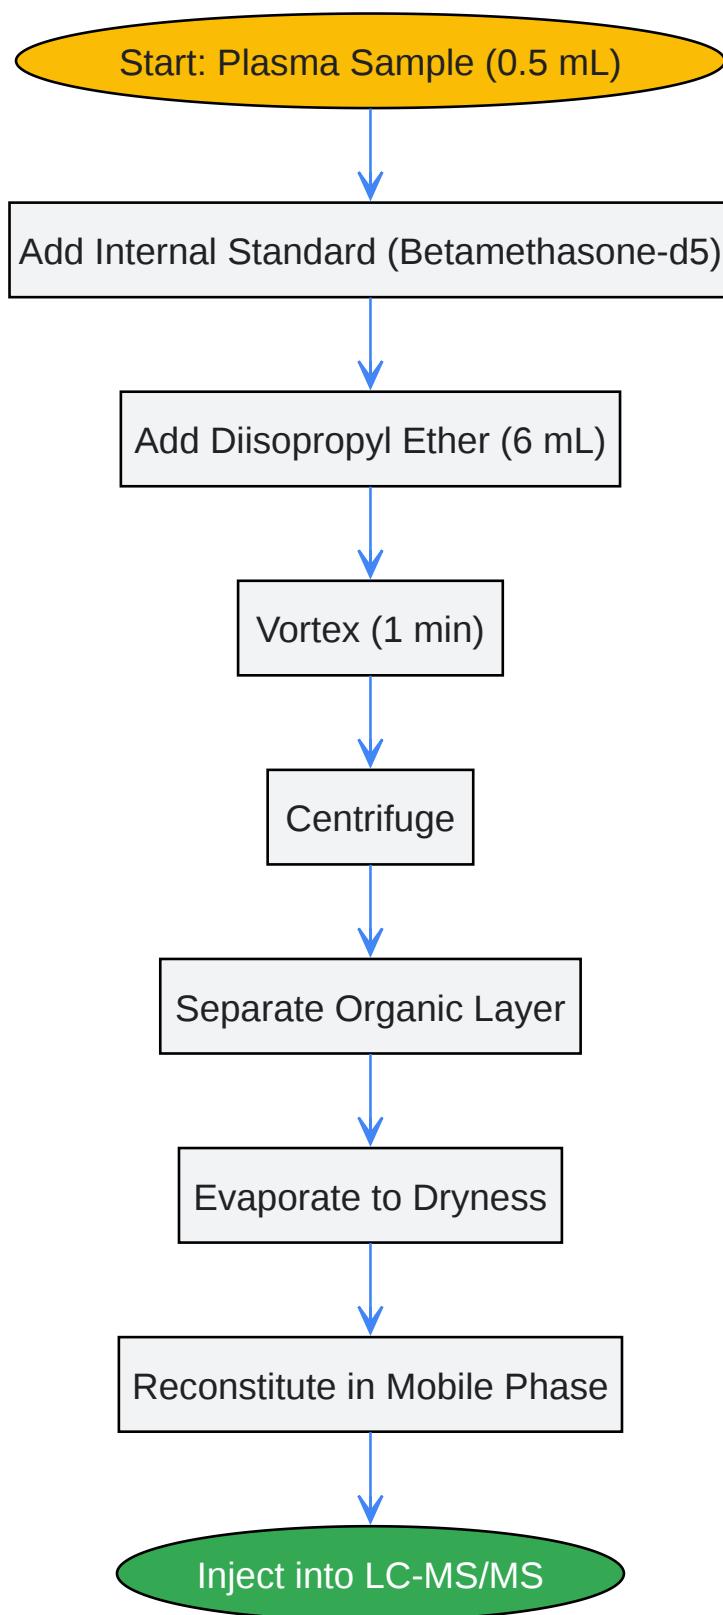 Start: Plasma Sample (0.5 mL)
Add Internal Standard (Betamethasone-d5)
Add Diisopropyl Ether (6 mL)
Vortex (1 min)
Centrifuge
Separate Organic Layer
Evaporate to Dryness
Reconstitute in Mobile Phase
Inject into LC-MS/MS